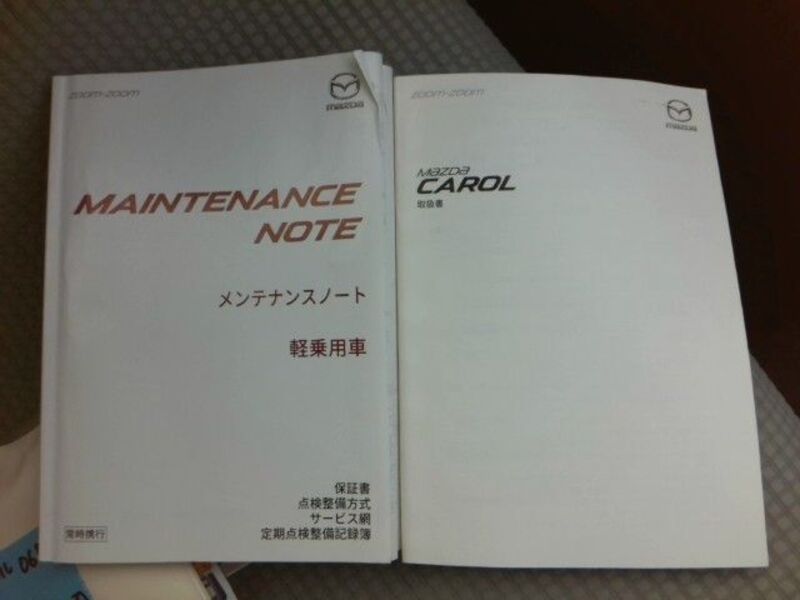 zoom-zoom
mazda
MAINTENANCE
NOTE
メンテナンスノート
軽乗用車
保証書
点検整備方式
サービス網
定期点検整備記録簿
常時携行
zoom-zoom
mazda
mazda
CAROL
取扱書